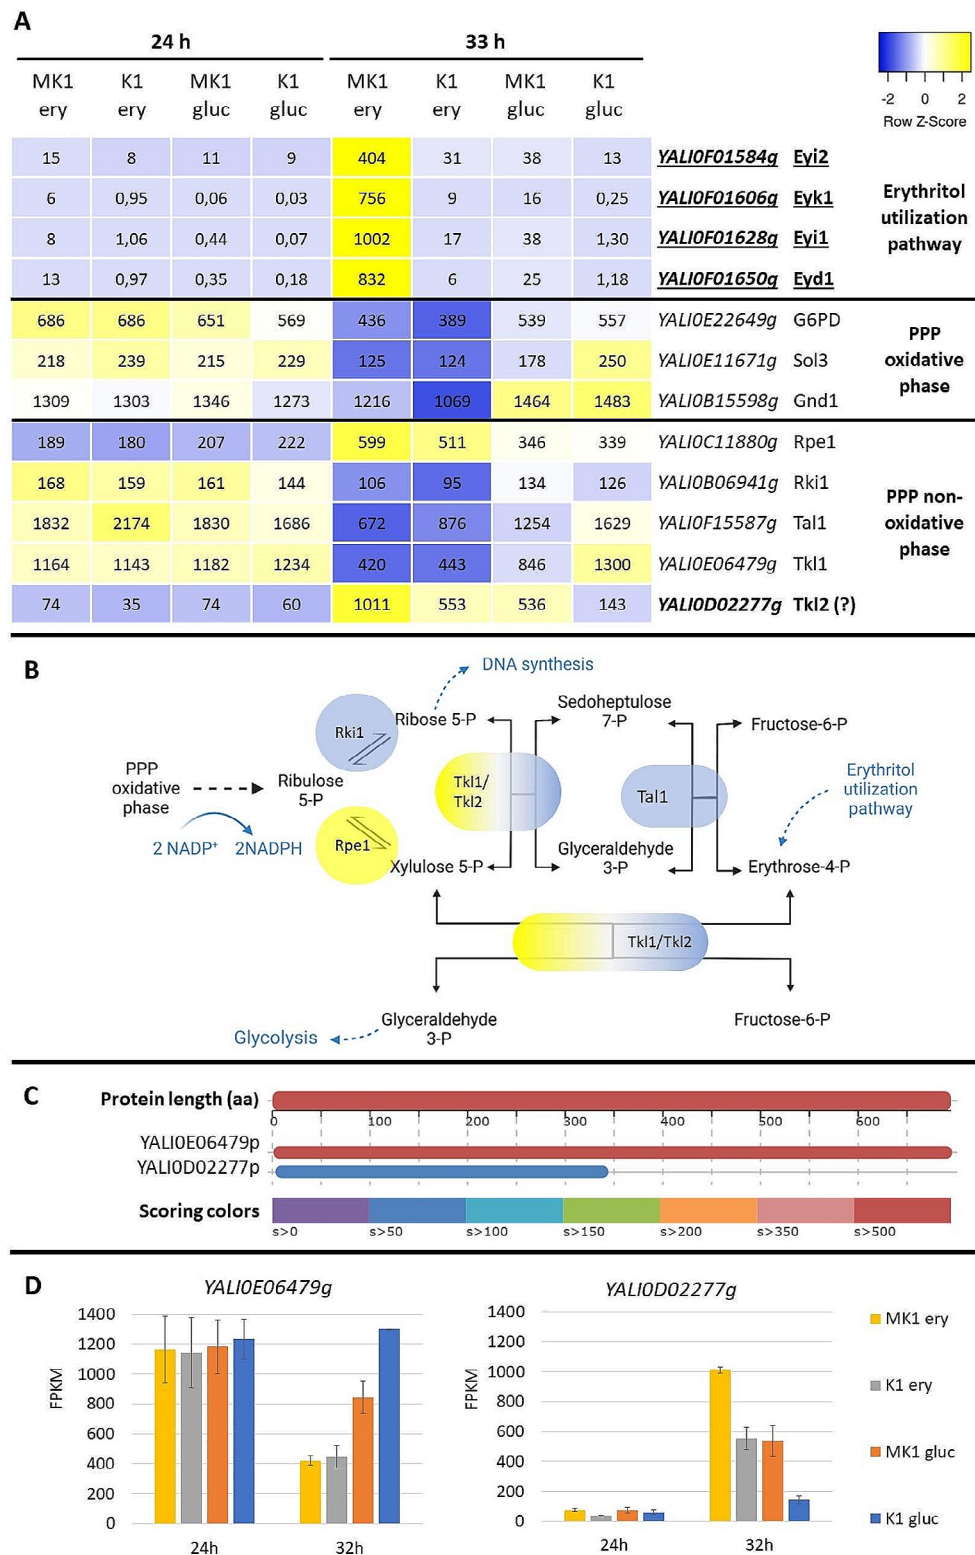 A
24 h 33 h
MK1 K1 MK1 K1 MK1 K1 MK1 K1
ery ery gluc gluc ery ery gluc gluc
-2 0 2
Row Z-Score
15 8 11 9 404 31 38 13 YALI0F01584g Eyi2
6 0,95 0,06 0,03 756 9 16 0,25 YALI0F01606g Eyk1
8 1,06 0,44 0,07 1002 17 38 1,30 YALI0F01628g Eyi1
13 0,97 0,35 0,18 832 6 25 1,18 YALI0F01650g Eyd1
Erythritol
utilization
pathway
686 686 651 569 436 389 539 557 YALI0E22649g G6PD
218 239 215 229 125 124 178 250 YALI0E11671g Sol3
1309 1303 1346 1273 1216 1069 1464 1483 YALI0B15598g Gnd1
PPP
oxidative
phase
189 180 207 222 599 511 346 339 YALI0C11880g Rpe1
168 159 161 144 106 95 134 126 YALI0B06941g Rki1
1832 2174 1830 1686 672 876 1254 1629 YALI0F15587g Tal1
1164 1143 1182 1234 420 443 846 1300 YALI0E06479g Tkl1
74 35 74 60 1011 553 536 143 YALI0D02277g Tkl2 (?)
PPP non-
oxidative
phase
B
DNA synthesis
Rki1
Ribose 5-P
Sedoheptulose
7-P
Fructose-6-P
PPP
oxidative
phase
Ribulose
5-P
Tkl1/
Tkl2
Tal1
Erythritol
utilization
pathway
2 NADP+ 2NADPH
Rpe1
Xylulose 5-P
Glyceraldehyde
3-P
Erythrose-4-P
Tkl1/Tkl2
Glycolysis
Glyceraldehyde
3-P
Fructose-6-P
C
Protein length (aa)
0 100 200 300 400 500 600
YALI0E06479p
YALI0D02277p
Scoring colors
s>0 s>50 s>100 s>150 s>200 s>350 s>500
D
YALI0E06479g
1400
1200
1000
800
600
400
200
0
FPKM
24h 32h
YALI0D02277g
1400
1200
1000
800
600
400
200
0
FPKM
24h 32h
MK1 ery
K1 ery
MK1 gluc
K1 gluc